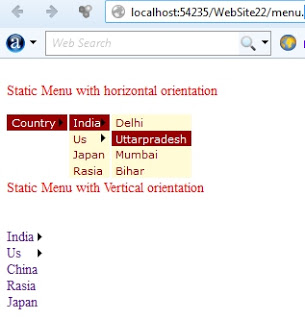 localhost:54235/WebSite22/menu.
a Web Search
Static Menu with horizontal orientation
Country India Delhi
Us Uttarpradesh
Japan Mumbai
Rasia Bihar
Static Menu with Vertical orientation
India
Us
China
Rasia
Japan